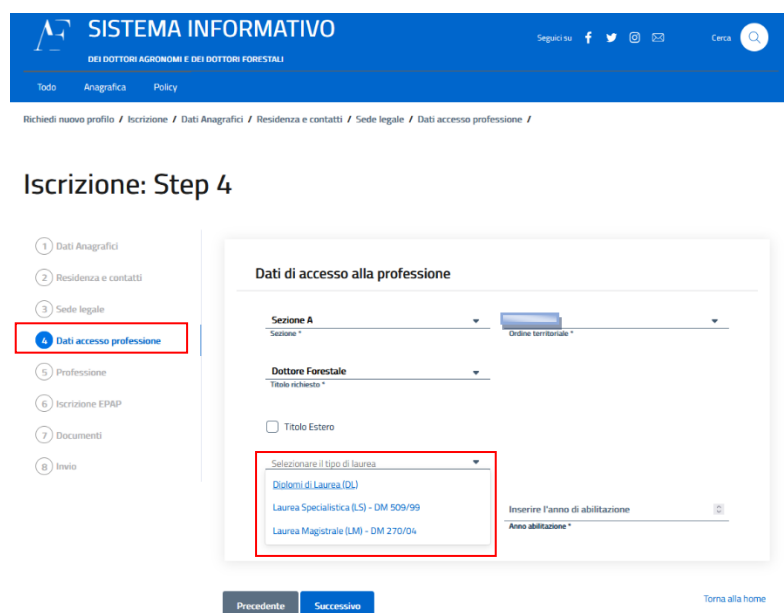 SISTEMA INFORMATIVO
DEI DOTTORI AGRONOMI E DEI DOTTORI FORESTALI
Seguici su
Cerca
Todo Anagrafica Policy
Richiedi nuovo profilo / Iscrizione / Dati Anagrafici / Residenza e contatti / Sede legale / Dati accesso professione /
Iscrizione: Step 4
1 Dati Anagrafici
2 Residenza e contatti
3 Sede legale
4 Dati accesso professione
5 Professione
6 Iscrizione EPAP
7 Documenti
8 Invio
Dati di accesso alla professione
Sezione A
Sezione *
Ordine territoriale *
Dottore Forestale
Titolo richiesto *
Titolo Estero
Selezionare il tipo di laurea
Diplomi di Laurea (DL)
Laurea Specialistica (LS) - DM 509/99
Laurea Magistrale (LM) - DM 270/04
Inserire l'anno di abilitazione
Anno abilitazione *
Precedente
Successivo
Torna alla home